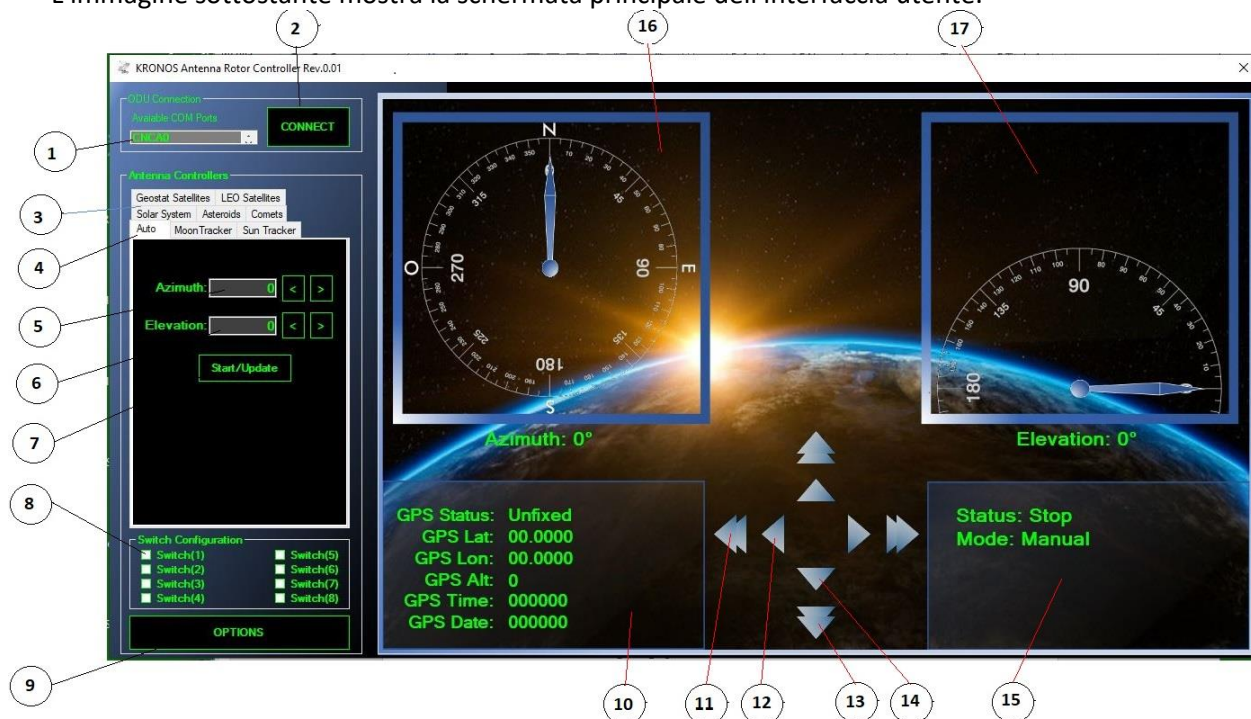 L'immagine sottostante mostra la schermata principale dell'interfaccia utente:
2
16
17
KRONOS Antenna Rotor Controller Rev.0.01
ODU Connection
Avaiable COM Ports
CNCA0
CONNECT
1
Antenna Controllers
Geostat Satellites LEO Satellites
Solar System Asteroids Comets
Auto MoonTracker Sun Tracker
3
4
Azimuth: 0 < >
Elevation: 0 < >
Start/Update
5
6
7
8
Switch Configuration
Switch(1) Switch(5)
Switch(2) Switch(6)
Switch(3) Switch(7)
Switch(4) Switch(8)
OPTIONS
9
N
E
S
O
315
270
225
180
135
90
Azimuth: 0°
180
135
90
45
10
Elevation: 0°
GPS Status: Unfixed
GPS Lat: 00.0000
GPS Lon: 00.0000
GPS Alt: 0
GPS Time: 000000
GPS Date: 000000
Status: Stop
Mode: Manual
10
11
12
13
14
15